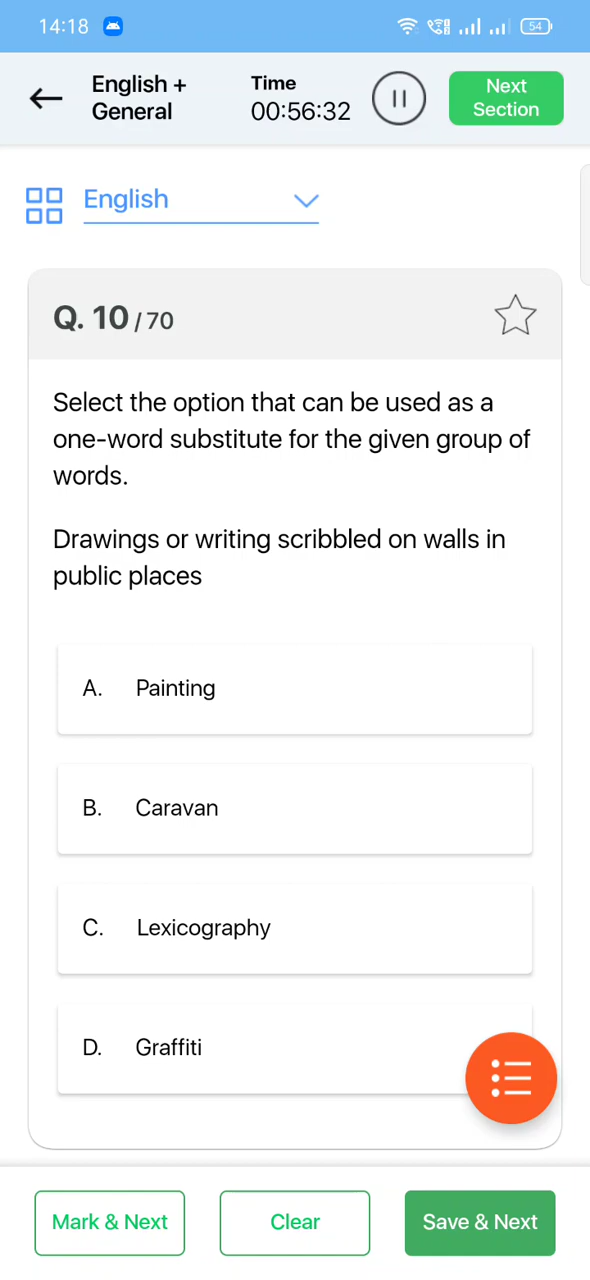 14:18
54
English +
General
Time
00:56:32
Next
Section
English
Q. 10 / 70
Select the option that can be used as a
one-word substitute for the given group of
words.
Drawings or writing scribbled on walls in
public places
A. Painting
B. Caravan
C. Lexicography
D. Graffiti
Mark & Next
Clear
Save & Next